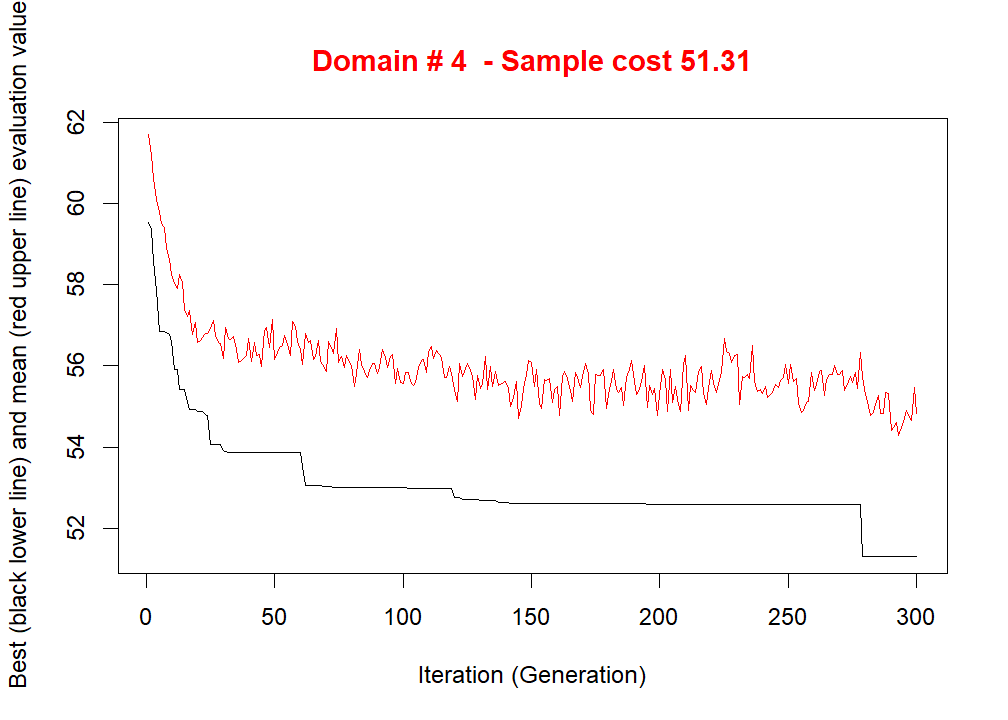 Domain # 4  - Sample cost 51.31
Best (black lower line) and mean (red upper line) evaluation value
62
60
58
56
54
52
0 50 100 150 200 250 300
Iteration (Generation)